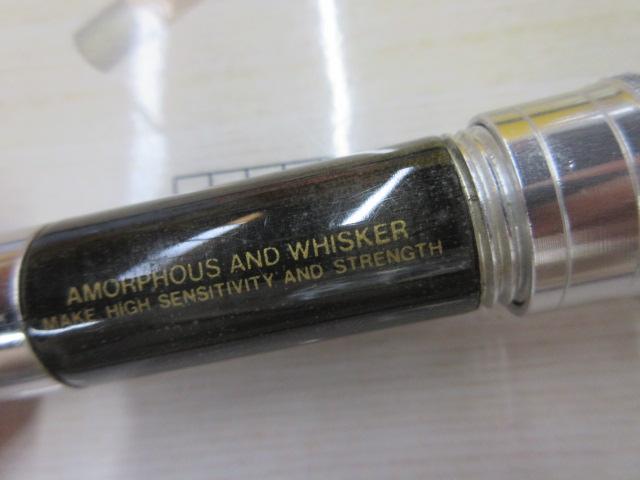 AMORPHOUS AND WHISKER
MAKE HIGH SENSITIVITY AND STRENGTH